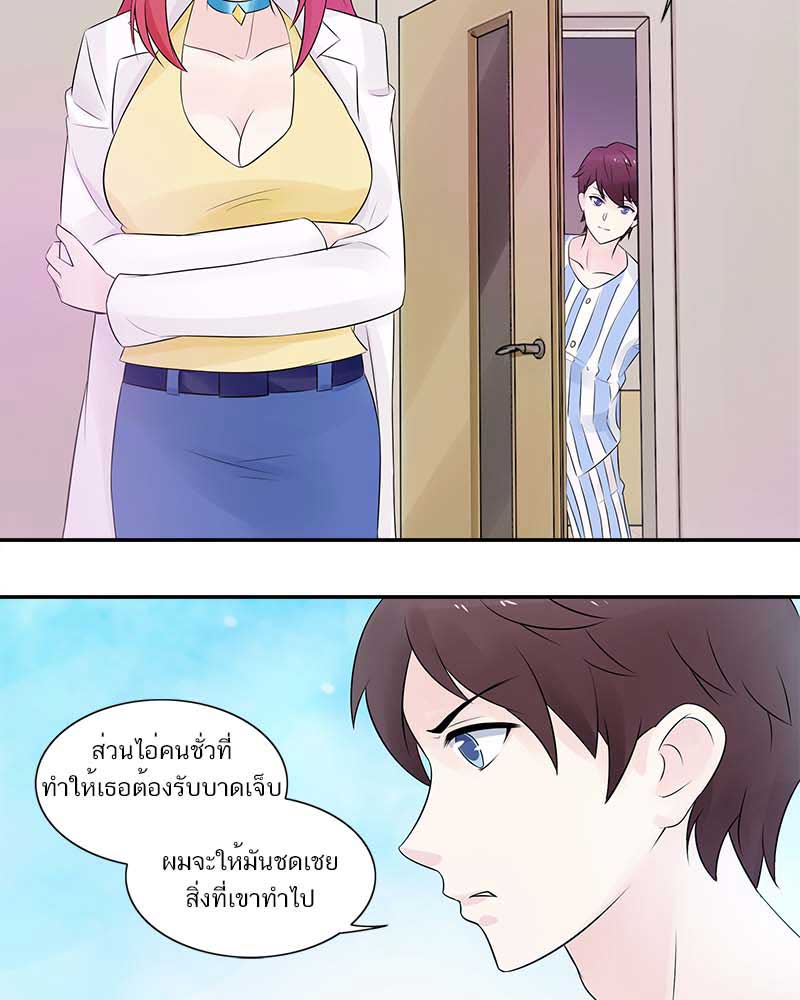 ส่วนไอ่คนชั่วที่
ทำให้เธอต้องรับบาดเจ็บ
ผมจะให้มันชดเชย
สิ่งที่เขาทำไป